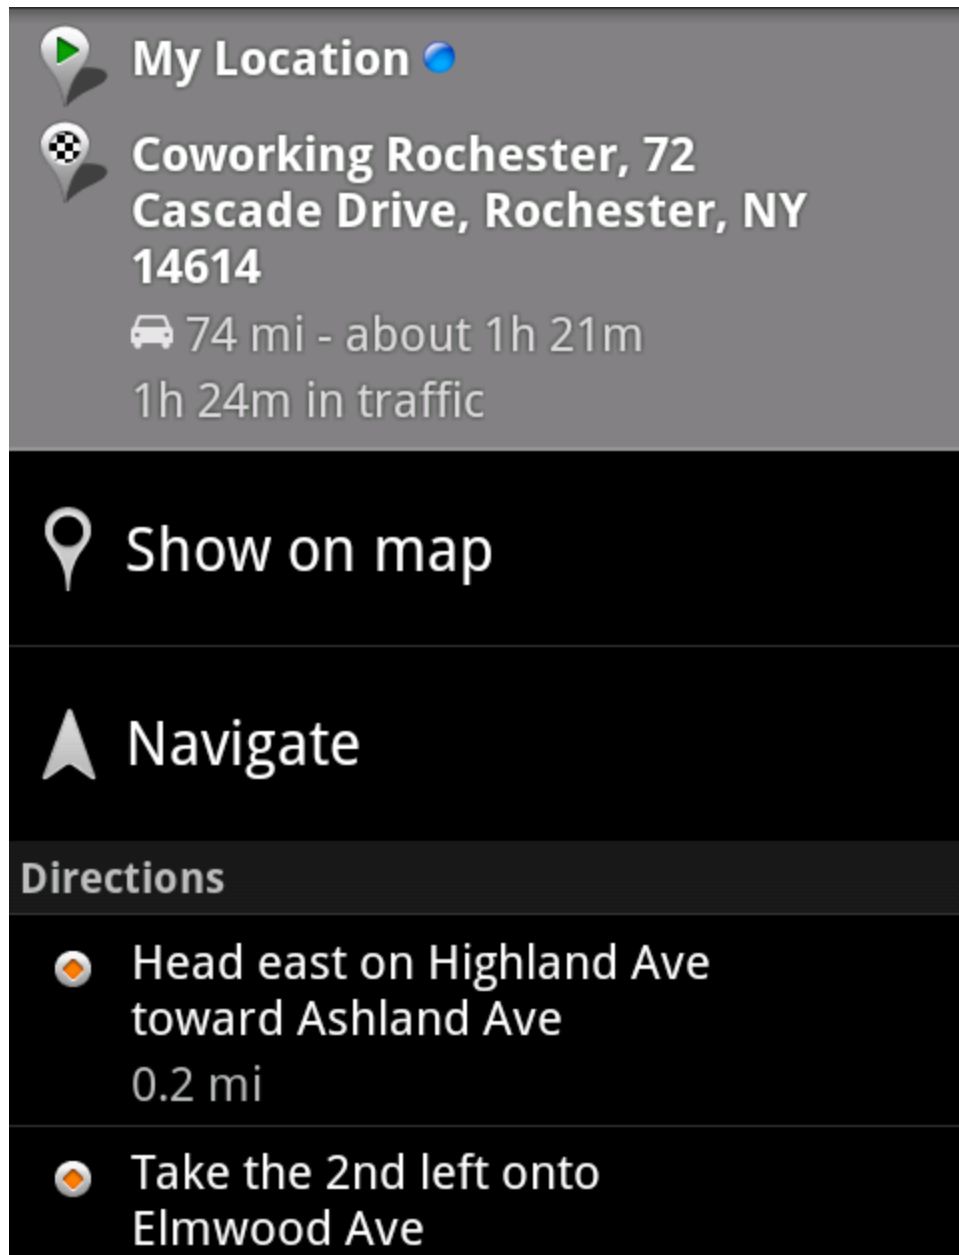 My Location
Coworking Rochester, 72
Cascade Drive, Rochester, NY
14614
74 mi - about 1h 21m
1h 24m in traffic
Show on map
Navigate
Directions
Head east on Highland Ave
toward Ashland Ave
0.2 mi
Take the 2nd left onto
Elmwood Ave